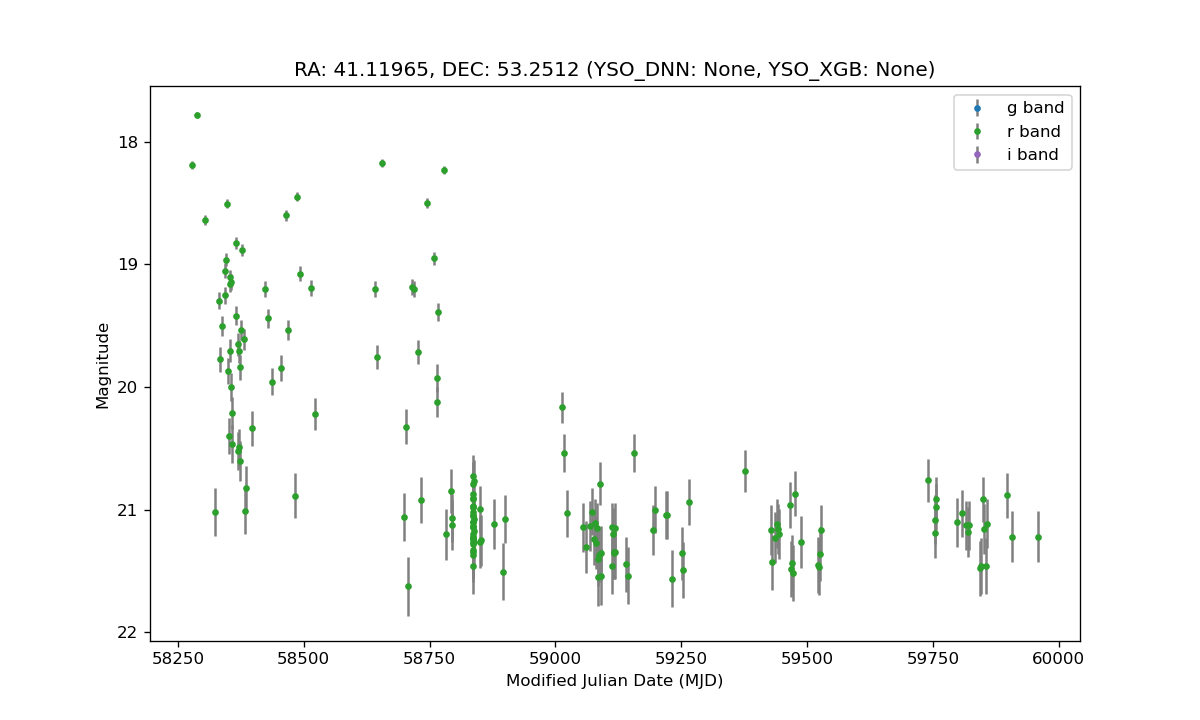 RA: 41.11965, DEC: 53.2512 (YSO_DNN: None, YSO_XGB: None)
g band
r band
i band
18
19
20
21
22
Magnitude
58250 58500 58750 59000 59250 59500 59750 60000
Modified Julian Date (MJD)